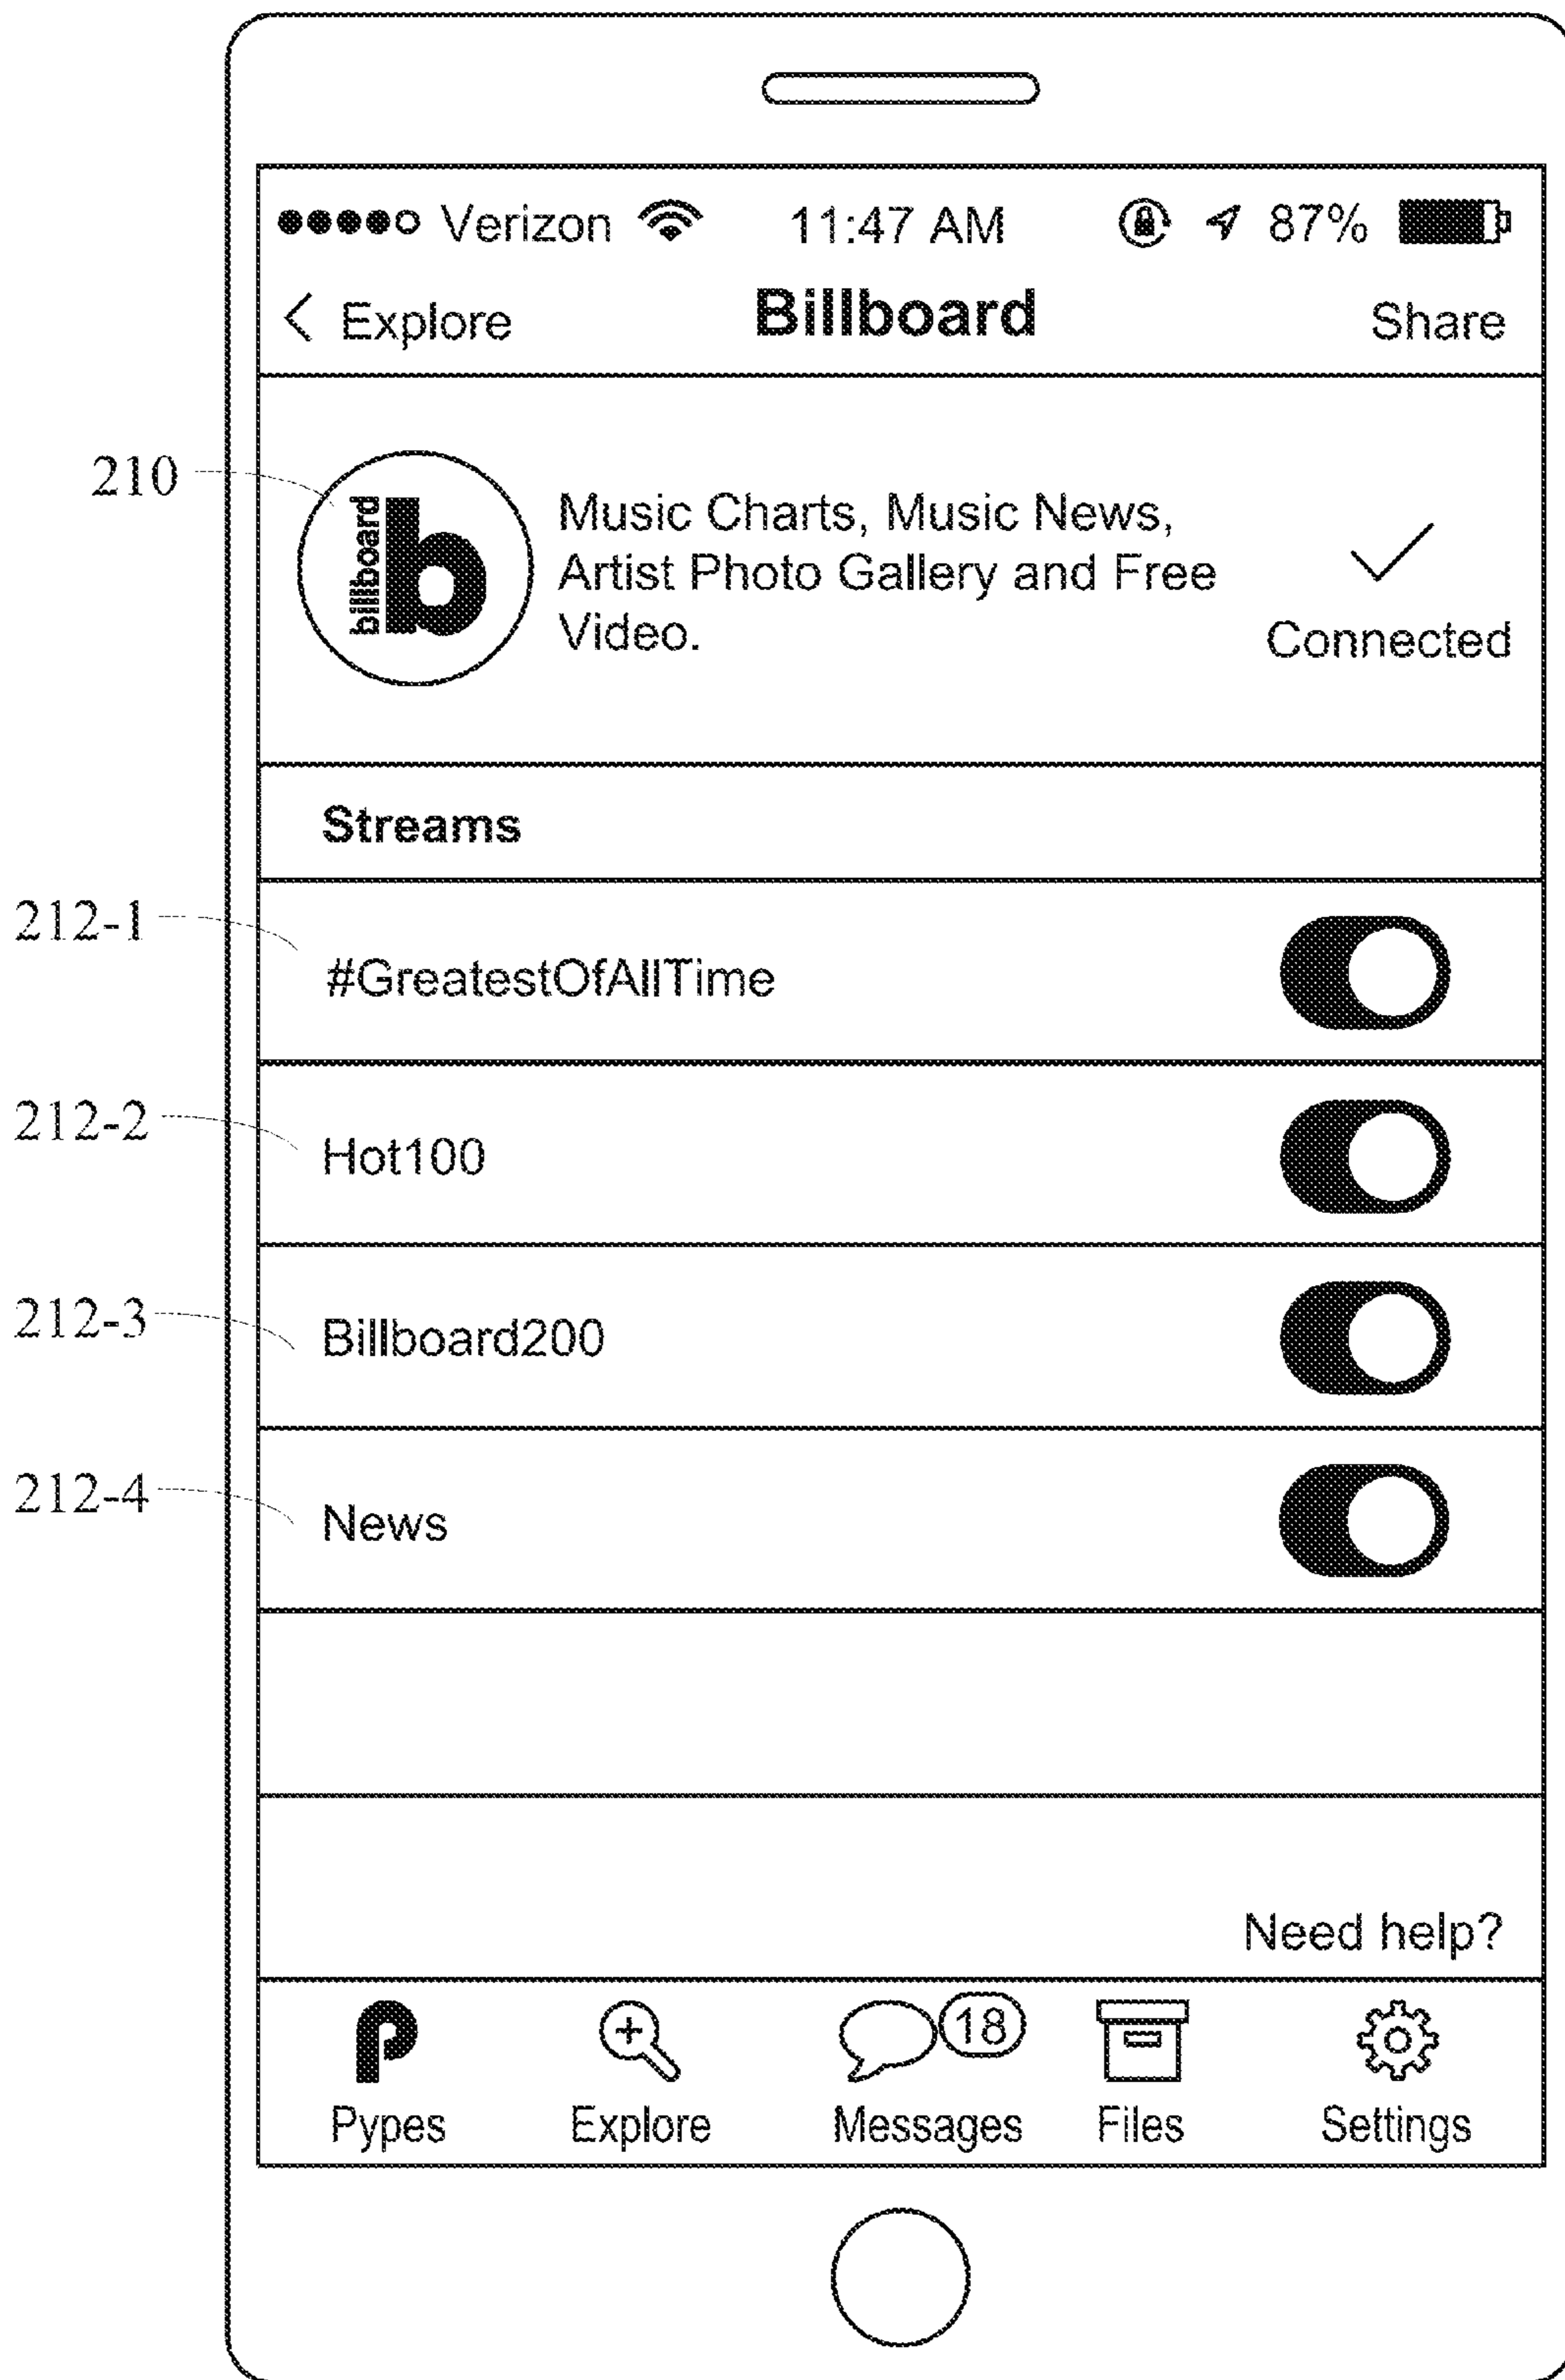 Verizon 11:47 AM 87%
< Explore Billboard Share
210
billboard
b
Music Charts, Music News,
Artist Photo Gallery and Free
Video.
Connected
Streams
212-1
#GreatestOfAllTime
212-2
Hot100
212-3
Billboard200
212-4
News
Need help?
18
Pypes Explore Messages Files Settings